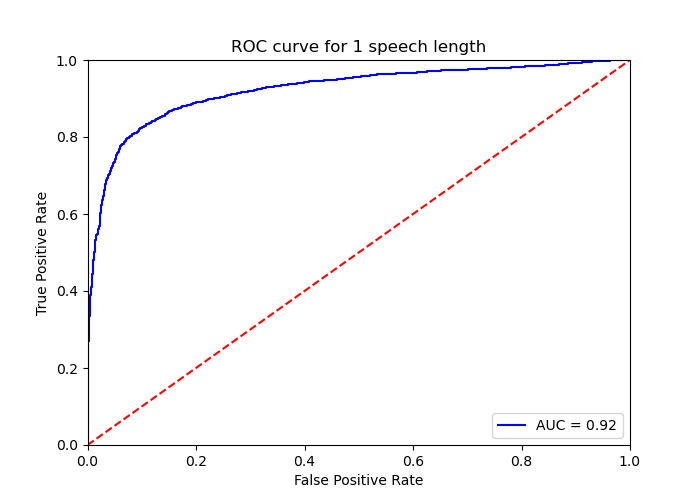 ROC curve for 1 speech length
1.0
0.8
0.6
0.4
0.2
0.0
True Positive Rate
AUC = 0.92
0.0 0.2 0.4 0.6 0.8 1.0
False Positive Rate